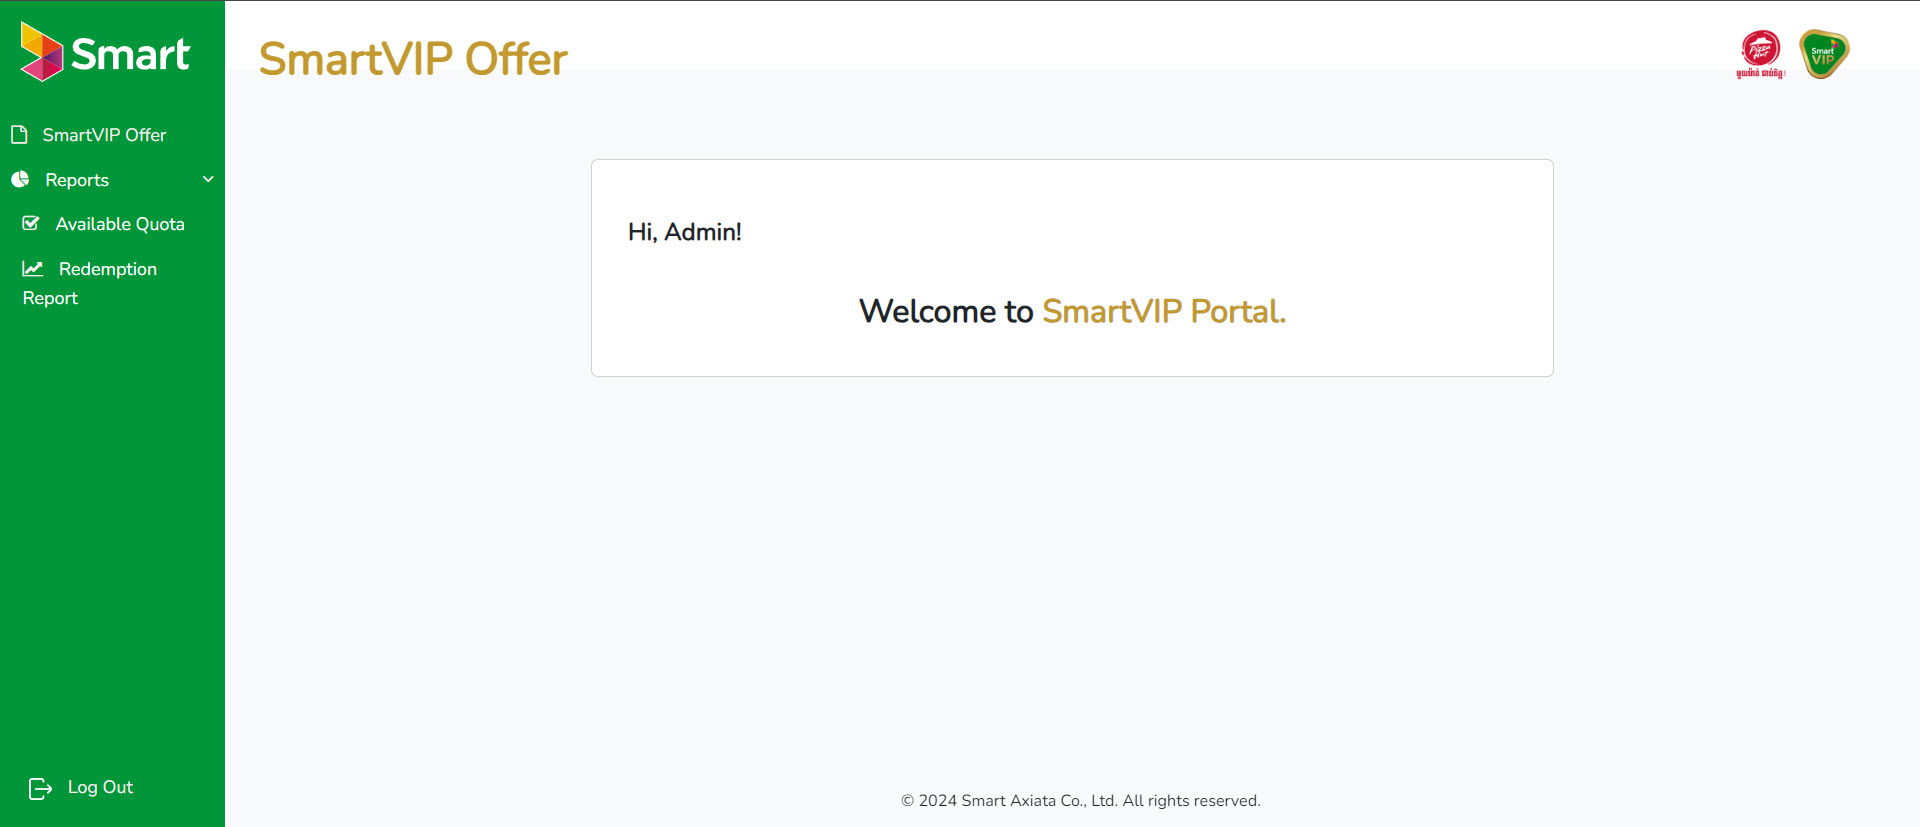 Smart
SmartVIP Offer
Pizza
Hut
Smart
VIP
SmartVIP Offer
Reports
Available Quota
Redemption
Report
Hi, Admin!
Welcome to SmartVIP Portal.
Log Out
© 2024 Smart Axiata Co., Ltd. All rights reserved.